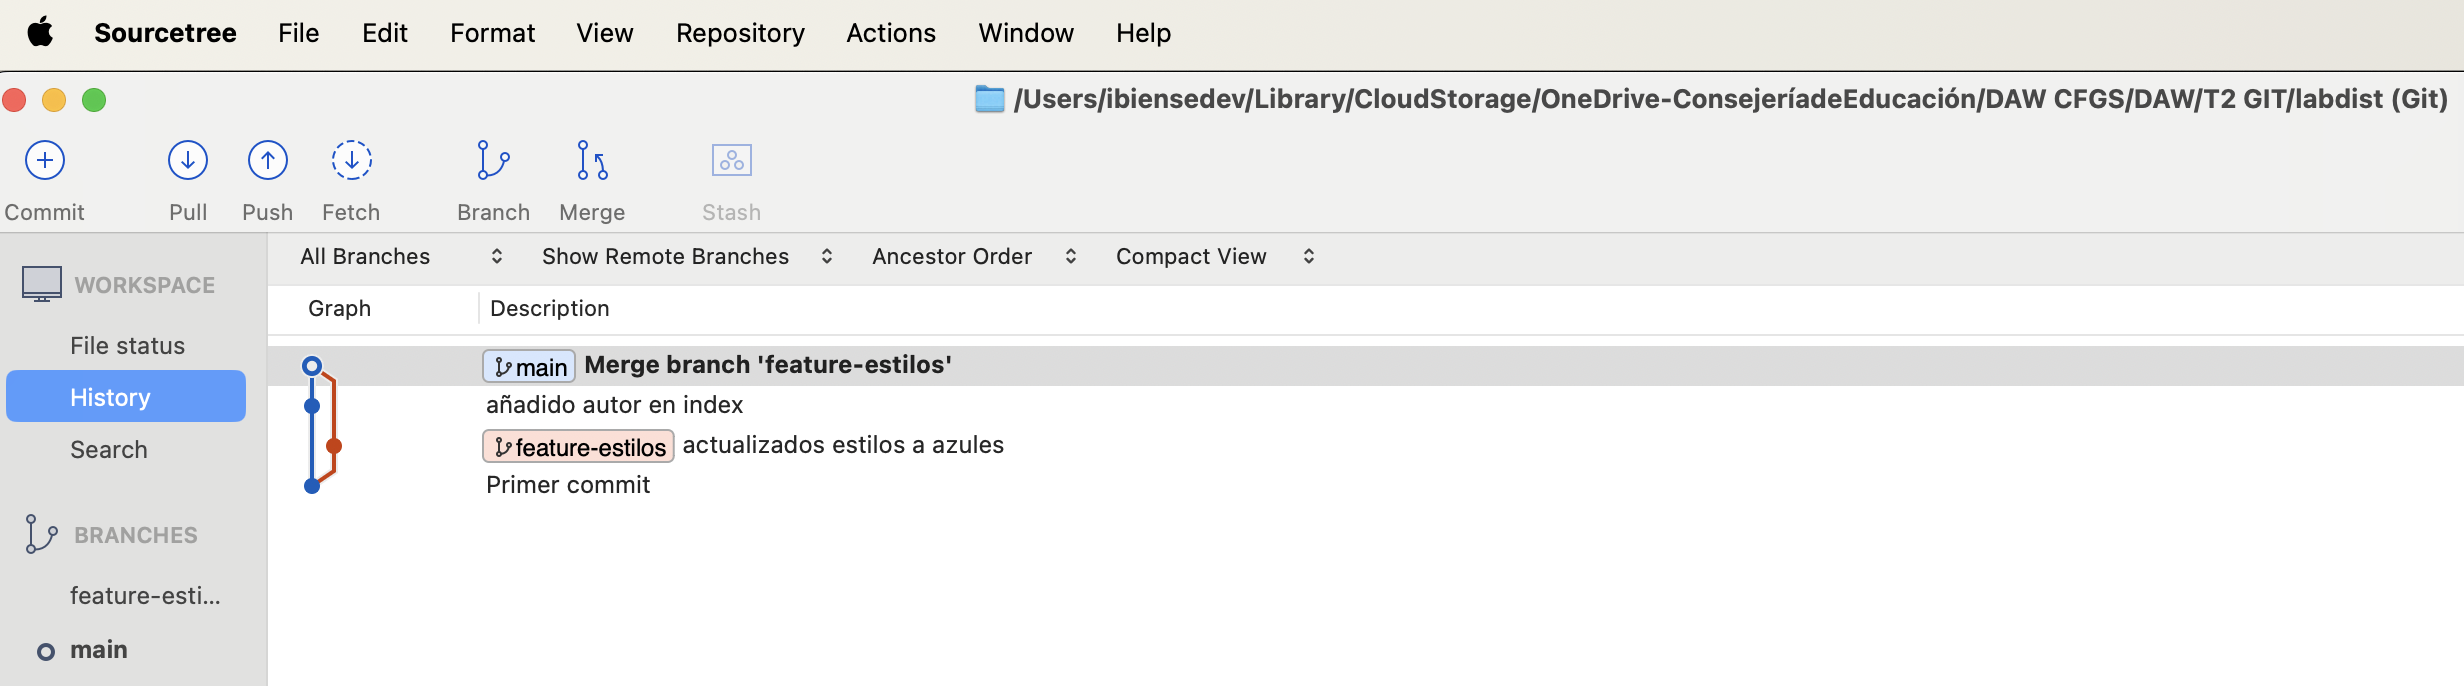 Sourcetree File Edit Format View Repository Actions Window Help
/Users/ibiensedev/Library/CloudStorage/OneDrive-ConsejeríadeEducación/DAW CFGS/DAW/T2 GIT/labdist (Git)
Commit Pull Push Fetch Branch Merge Stash
All Branches Show Remote Branches Ancestor Order Compact View
WORKSPACE
File status
History
Search
BRANCHES
feature-esti...
main
Graph Description
main Merge branch 'feature-estilos'
añadido autor en index
feature-estilos actualizados estilos a azules
Primer commit